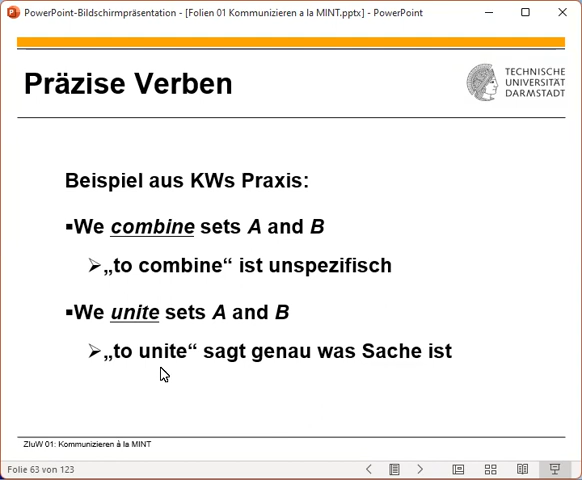 PowerPoint-Bildschirmpräsentation - [Folien 01 Kommunizieren a la MINT.pptx] - PowerPoint
Präzise Verben
TECHNISCHE
UNIVERSITÄT
DARMSTADT
Beispiel aus KWs Praxis:
▪We combine sets A and B
➢„to combine“ ist unspezifisch
▪We unite sets A and B
➢„to unite“ sagt genau was Sache ist
ZIuW 01: Kommunizieren à la MINT
Folie 63 von 123